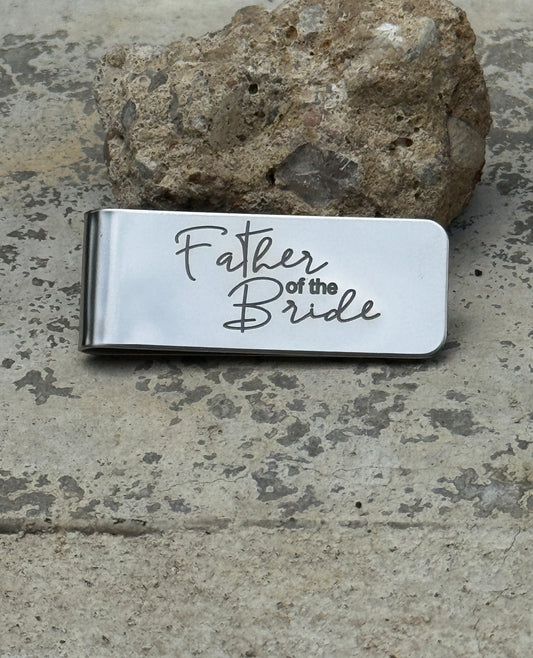 Father
of the
Bride